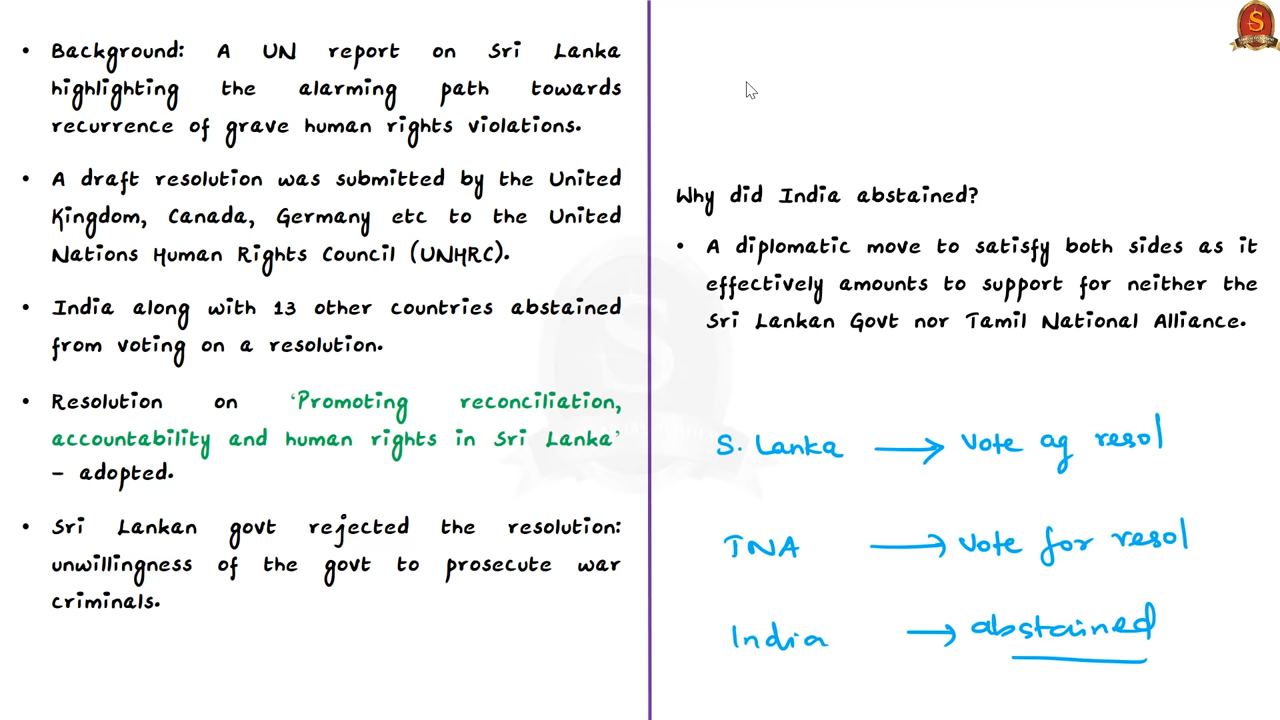 • Background: A UN report on Sri Lanka
highlighting the alarming path towards
recurrence of grave human rights violations.
• A draft resolution was submitted by the United
Kingdom, Canada, Germany etc to the United
Nations Human Rights Council (UNHRC).
• India along with 13 other countries abstained
from voting on a resolution.
• Resolution on 'Promoting reconciliation,
accountability and human rights in Sri Lanka'
– adopted.
• Sri Lankan govt rejected the resolution:
unwillingness of the govt to prosecute war
criminals.
Why did India abstained?
• A diplomatic move to satisfy both sides as it
effectively amounts to support for neither the
Sri Lankan Govt nor Tamil National Alliance.
S. Lanka → Vote ag resol
TNA → Vote for resol
India → abstained